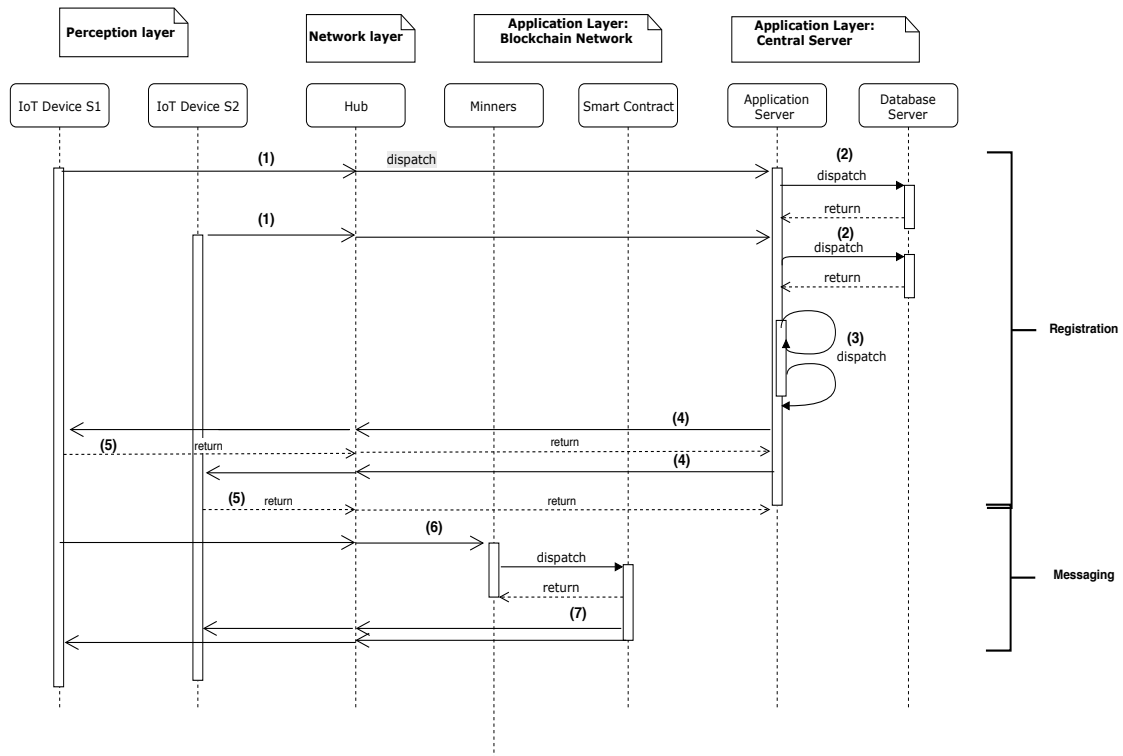 Perception layer
Network layer
Application Layer:
Blockchain Network
Application Layer:
Central Server
IoT Device S1
IoT Device S2
Hub
Minners
Smart Contract
Application
Server
Database
Server
(1)
dispatch
(2)
dispatch
return
(1)
(2)
dispatch
return
(3)
dispatch
Registration
(4)
(5)
return
return
(4)
(5)
return
return
(6)
dispatch
return
Messaging
(7)